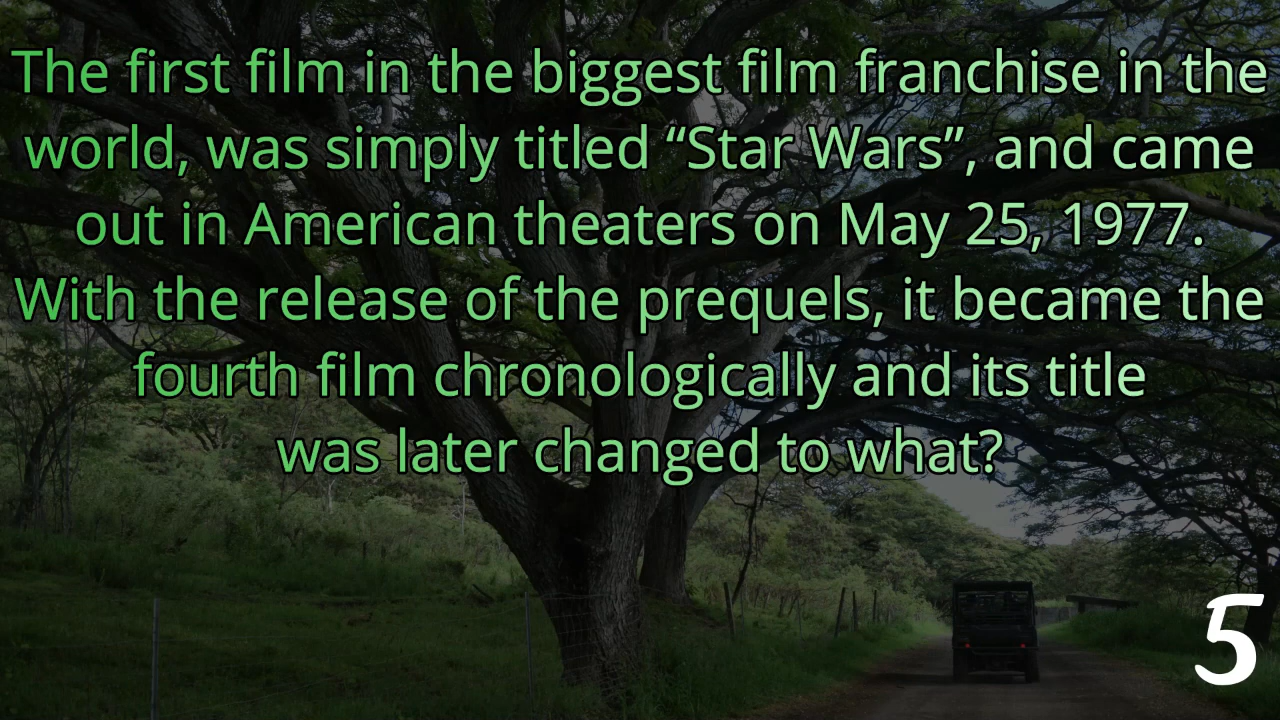 The first film in the biggest film franchise in the
world, was simply titled “Star Wars”, and came
out in American theaters on May 25, 1977.
With the release of the prequels, it became the
fourth film chronologically and its title
was later changed to what?
5